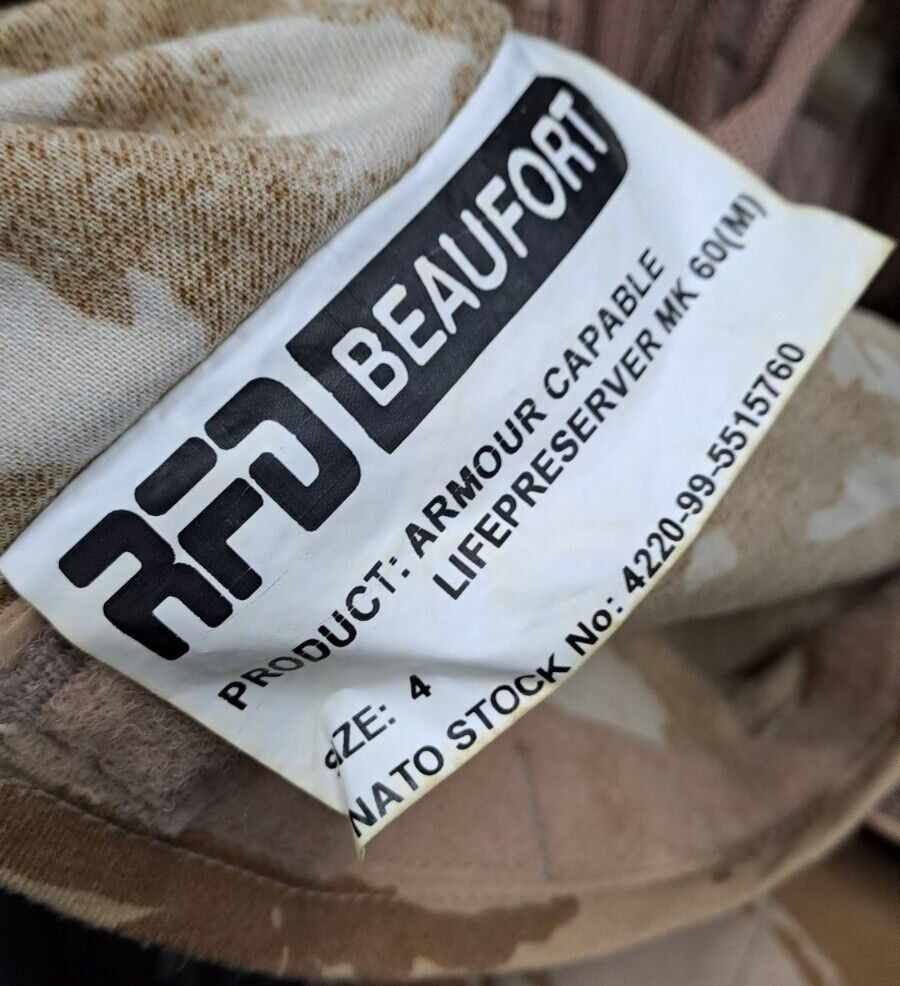 RFD BEAUFORT
PRODUCT: ARMOUR CAPABLE
LIFEPRESERVER MK 60(M)
SIZE: 4
NATO STOCK No: 4220-99-5515760